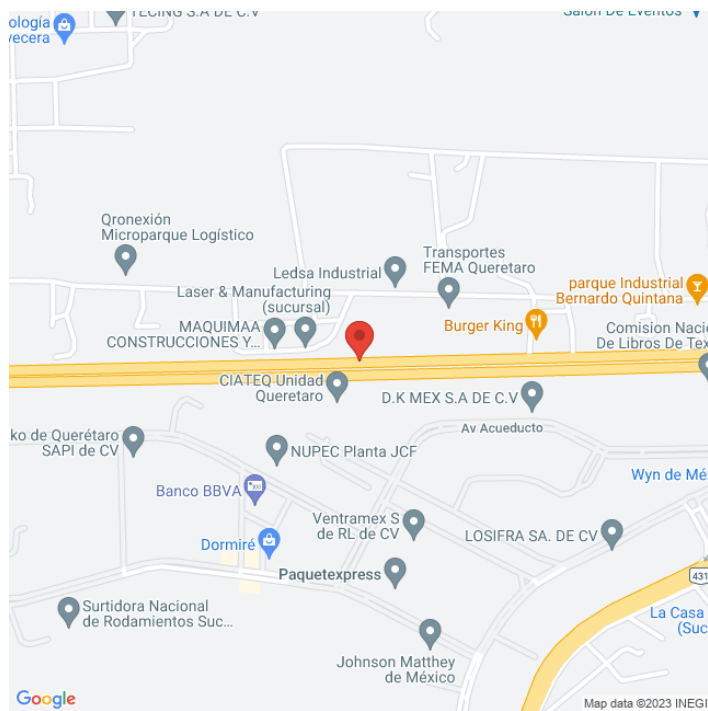 TECING S.A DE C.V
ología
vecera
Salón De Eventos
Qronexión
Microparque Logístico
Ledsa Industrial
Transportes
FEMA Queretaro
Laser & Manufacturing
(sucursal)
parque Industrial
Bernardo Quintana
MAQUIMAA
CONSTRUCCIONES Y...
Burger King
Comision Nacio
De Libros De Tex
CIATEQ Unidad
Queretaro
D.K MEX S.A DE C.V
ko de Querétaro
SAPI de CV
Av Acueducto
NUPEC Planta JCF
Wyn de Mé
Banco BBVA
Ventramex S
de RL de CV
LOSIFRA SA. DE CV
Dormiré
Paquetexpress
431
Surtidora Nacional
de Rodamientos Suc...
La Casa
(Suc
Johnson Matthey
de México
Google
Map data ©2023 INEGI